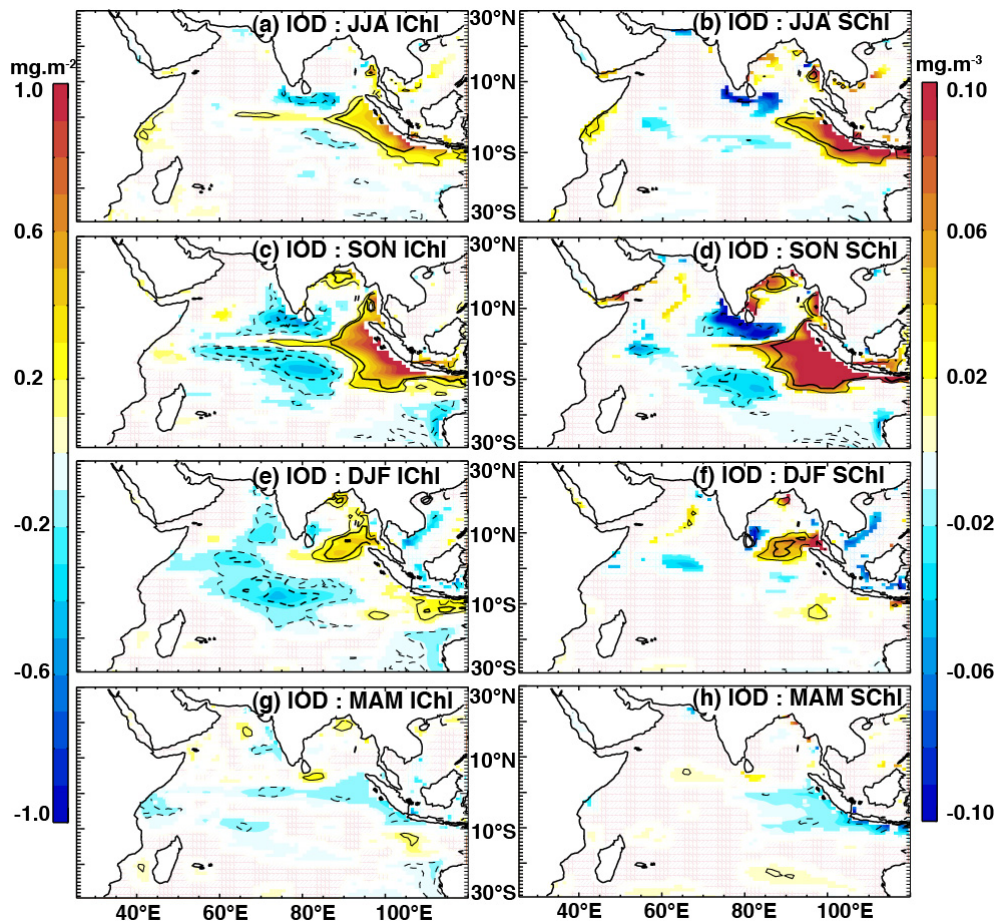 (a) IOD : JJA IChl
(b) IOD : JJA SChl
30°N
mg.m⁻²
1.0
10°N
mg.m⁻³
0.10
10°S
0.6
30°S
0.06
(c) IOD : SON IChl
(d) IOD : SON SChl
30°N
10°N
0.2
10°S
0.02
30°S
(e) IOD : DJF IChl
(f) IOD : DJF SChl
30°N
-0.2
10°N
-0.02
10°S
-0.6
30°S
-0.06
(g) IOD : MAM IChl
(h) IOD : MAM SChl
30°N
10°N
-1.0
10°S
-0.10
30°S
40°E 60°E 80°E 100°E
40°E 60°E 80°E 100°E